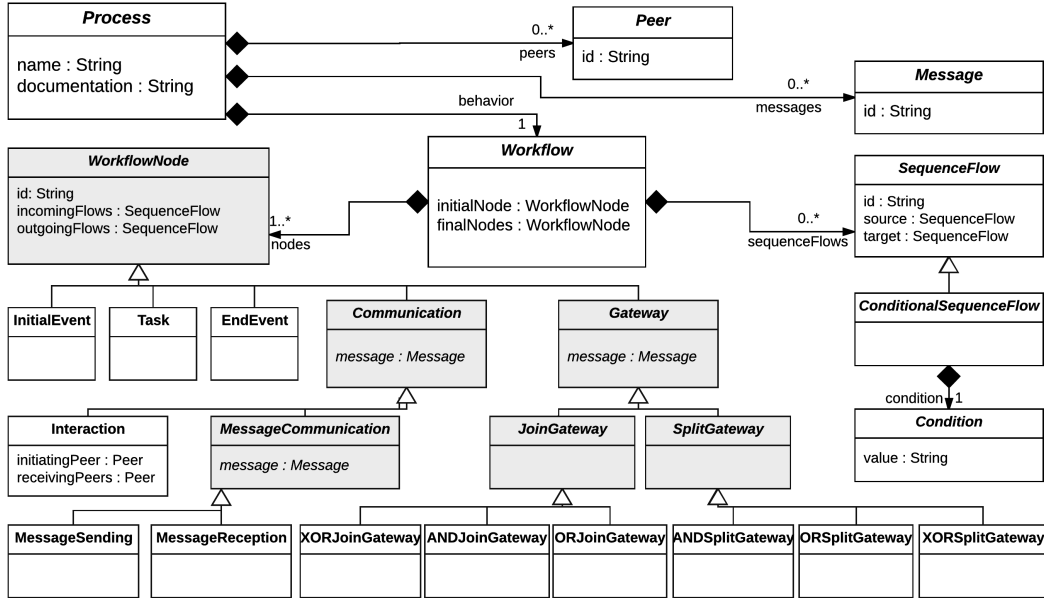 Process
name : String
documentation : String
0..*
peers
Peer
id : String
0..*
messages
Message
id : String
behavior
1
WorkflowNode
id: String
incomingFlows : SequenceFlow
outgoingFlows : SequenceFlow
1..*
nodes
Workflow
initialNode : WorkflowNode
finalNodes : WorkflowNode
0..*
sequenceFlows
SequenceFlow
id : String
source : SequenceFlow
target : SequenceFlow
InitialEvent
Task
EndEvent
Communication
message : Message
Gateway
message : Message
ConditionalSequenceFlow
condition
1
Interaction
initiatingPeer : Peer
receivingPeers : Peer
MessageCommunication
message : Message
JoinGateway
SplitGateway
Condition
value : String
MessageSending
MessageReception
XORJoinGateway
ANDJoinGateway
ORJoinGateway
ANDSplitGateway
ORSplitGateway
XORSplitGateway